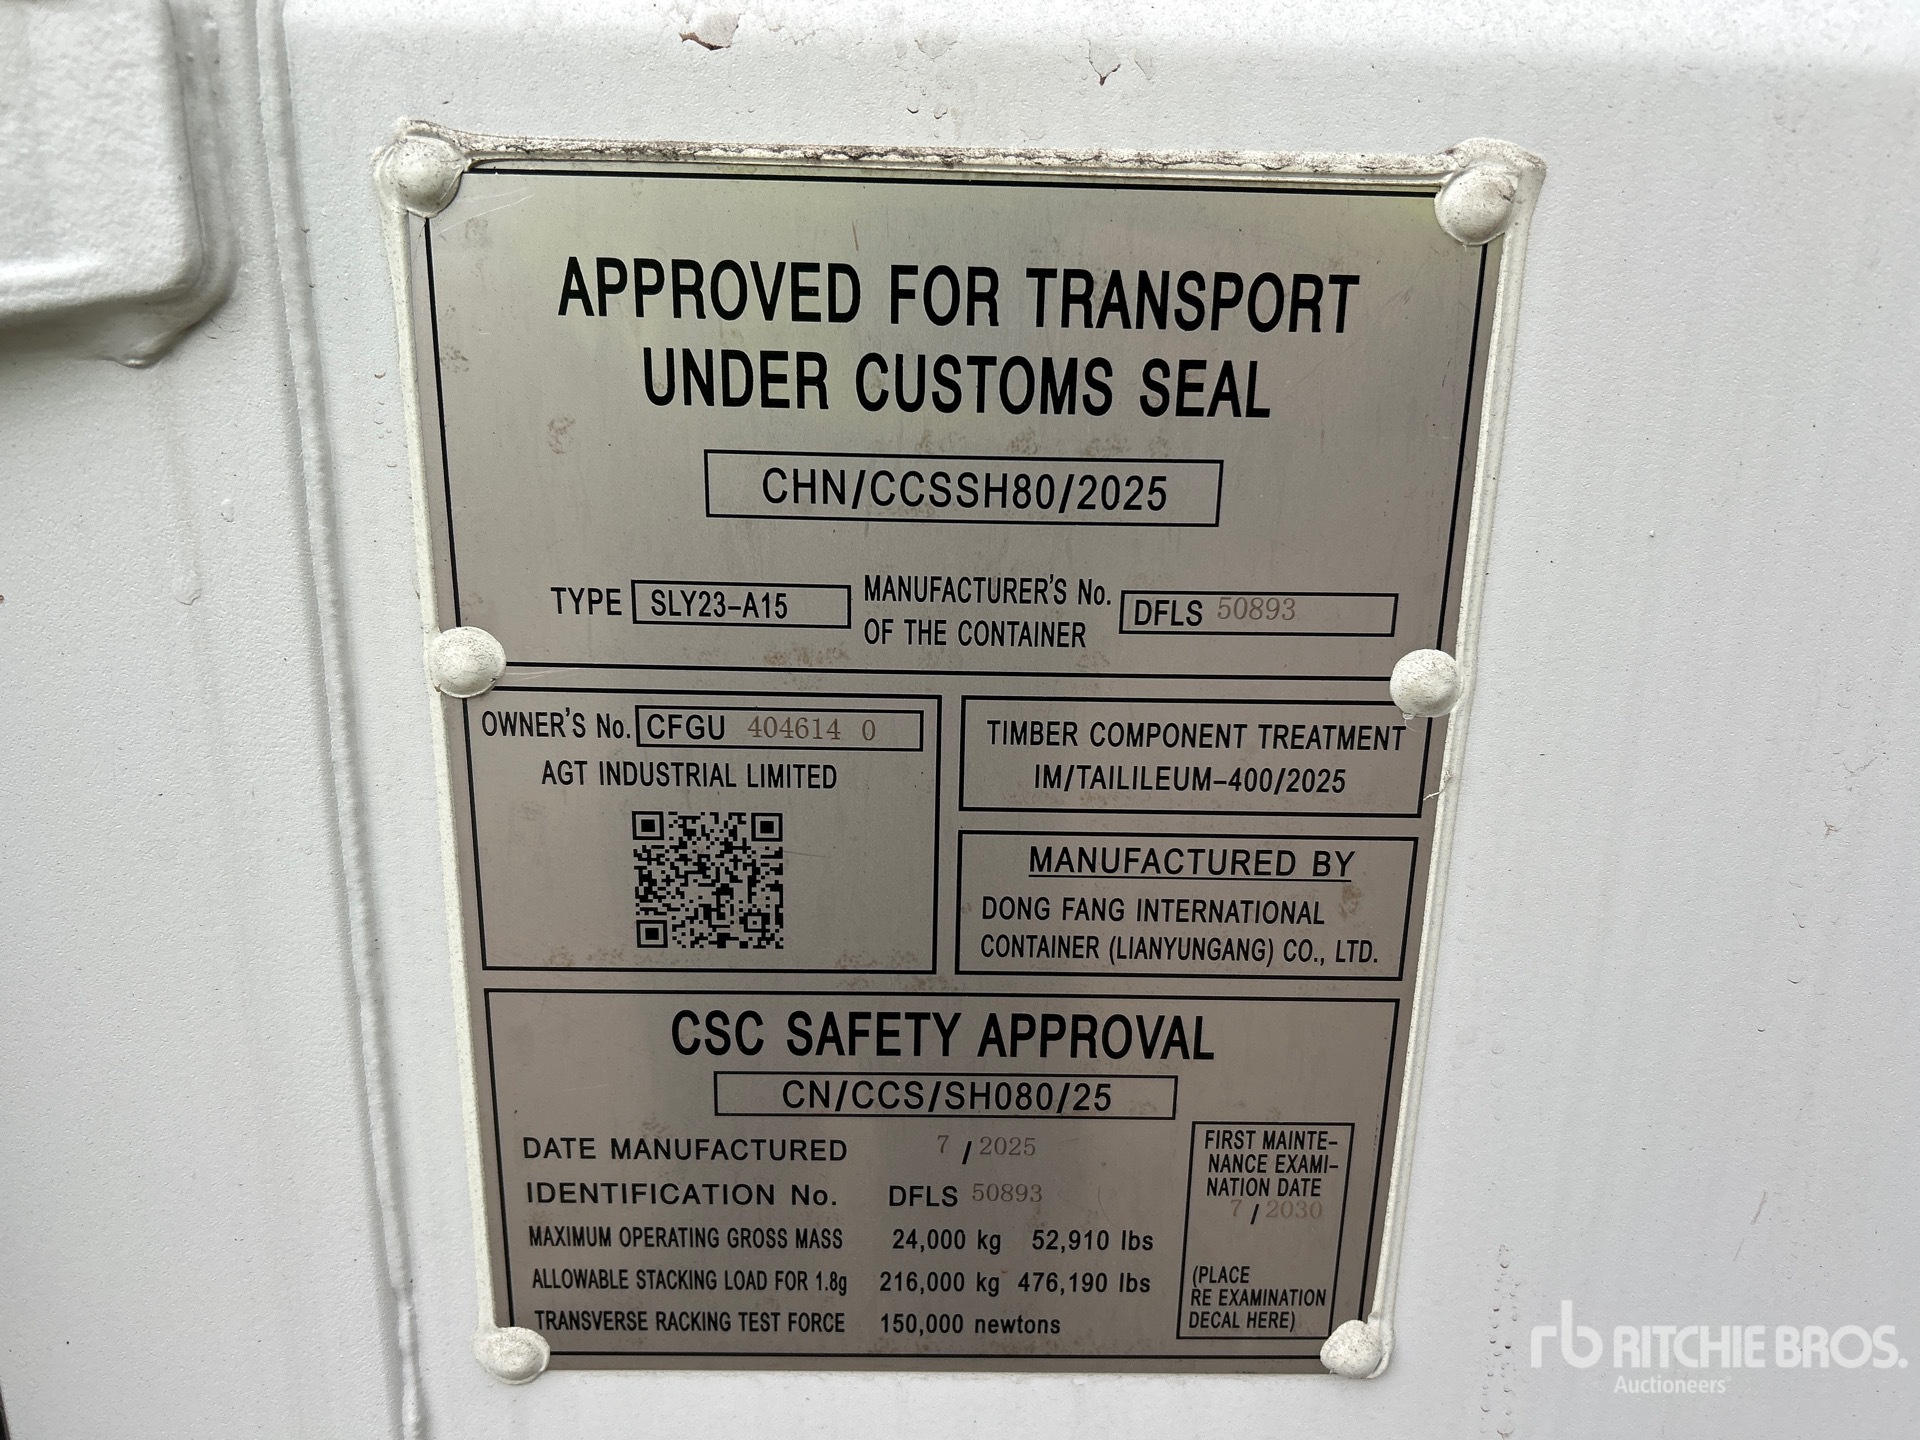 APPROVED FOR TRANSPORT
UNDER CUSTOMS SEAL
CHN/CCSSH80/2025
TYPE SLY23-A15
MANUFACTURER'S No.
OF THE CONTAINER
DFLS 50893
OWNER'S No. CFGU 404614 0
AGT INDUSTRIAL LIMITED
TIMBER COMPONENT TREATMENT
IM/TAILILEUM-400/2025
MANUFACTURED BY
DONG FANG INTERNATIONAL
CONTAINER (LIANYUNGANG) CO., LTD.
CSC SAFETY APPROVAL
CN/CCS/SH080/25
DATE MANUFACTURED 7 / 2025
IDENTIFICATION No. DFLS 50893
MAXIMUM OPERATING GROSS MASS 24,000 kg 52,910 lbs
ALLOWABLE STACKING LOAD FOR 1.8g 216,000 kg 476,190 lbs
TRANSVERSE RACKING TEST FORCE 150,000 newtons
FIRST MAINTE-
NANCE EXAMI-
NATION DATE
7 / 2030
(PLACE
RE EXAMINATION
DECAL HERE)
rb RITCHIE BROS.
Auctioneers